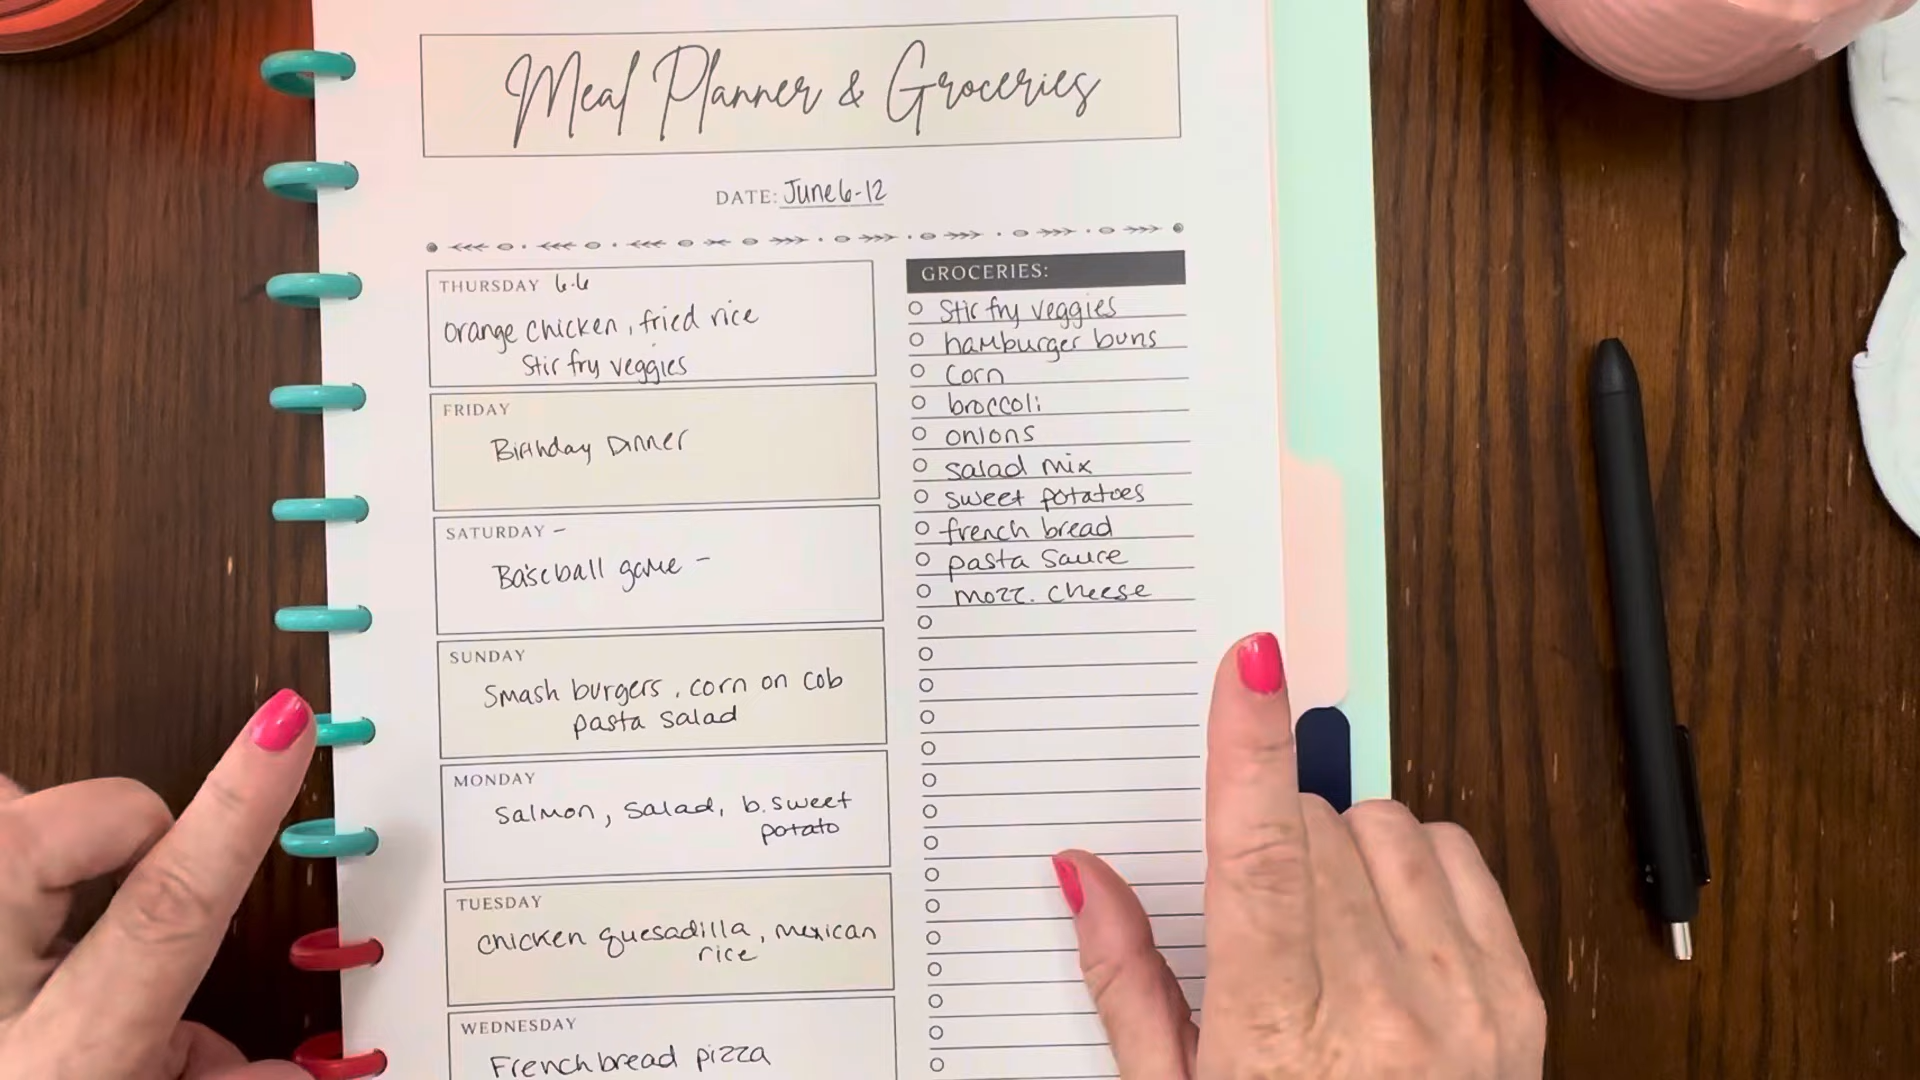 Meal Planner & Groceries
DATE: June 6-12
THURSDAY 6.6
orange chicken, fried rice
Stir fry veggies
FRIDAY
Birthday Dinner
SATURDAY -
Baseball game -
SUNDAY
Smash burgers, corn on cob
pasta salad
MONDAY
Salmon, salad, b. sweet
potato
TUESDAY
chicken quesadilla, mexican
rice
WEDNESDAY
French bread pizza
GROCERIES:
Stir fry veggies
hamburger buns
corn
broccoli
onions
salad mix
sweet potatoes
french bread
pasta sauce
mozz. cheese